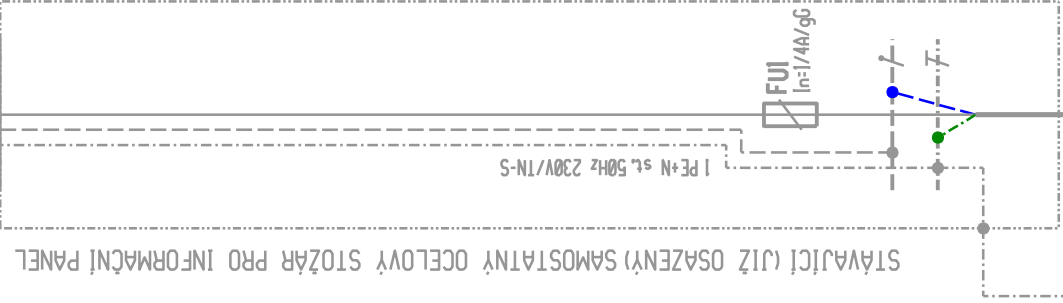 FU1
In=1/4A/gG
1 PE+N st. 50Hz 230V/TN-S
STÁVAJÍCÍ (JIŽ OSAZENÝ) SAMOSTATNÝ OCELOVÝ STOŽÁR PRO INFORMAČNÍ PANEL